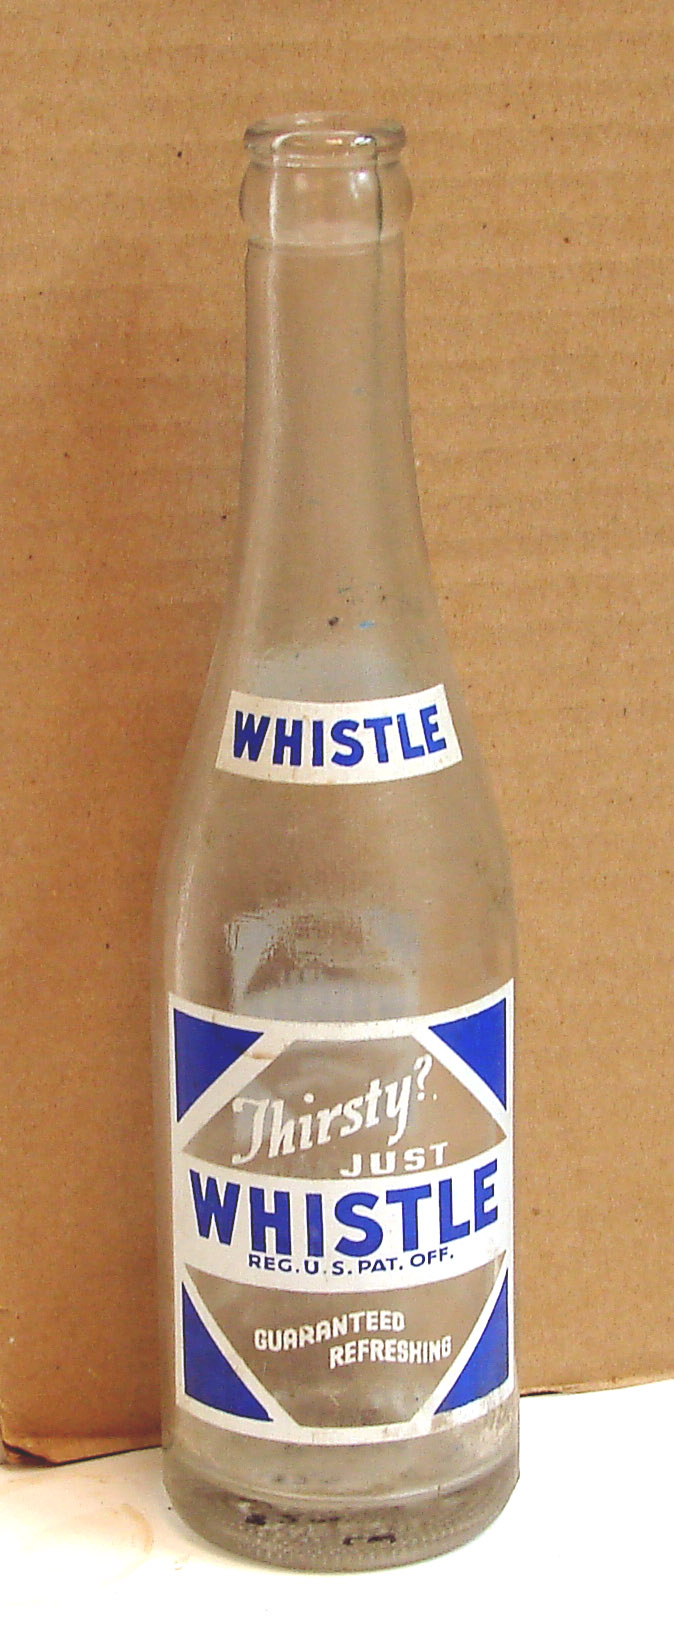 WHISTLE
Thirsty?
JUST
WHISTLE
REG. U. S. PAT. OFF.
GUARANTEED
REFRESHING